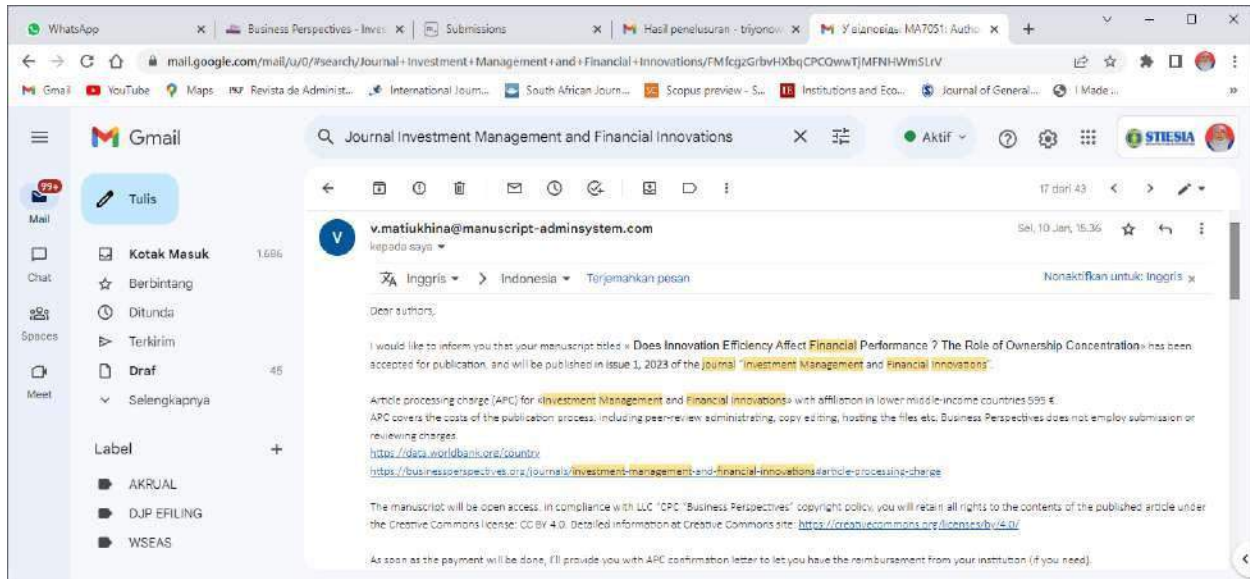 WhatsApp
Business Perspectives - Inves
Submissions
Hasil penelusuran - triyonow
У відповідь: MA7051: Autho
mail.google.com/mail/u/0/#search/Journal+Investment+Management+and+Financial+Innovations/FMfcgzGrbvHXbqCPCQwwTjMFNHWmSLrV
Gmail
YouTube
Maps
Revista de Administ...
International Journ...
South African Journ...
Scopus preview - S...
Institutions and Eco...
Journal of General...
I Made ...
Gmail
Journal Investment Management and Financial Innovations
Aktif
STIESIA
99+
Mail
Chat
Spaces
Meet
Tulis
Kotak Masuk 1.686
Berbintang
Ditunda
Terkirim
Draf 45
Selengkapnya
Label
AKRUAL
DJP EFILING
WSEAS
17 dari 43
v.matiukhina@manuscript-adminsystem.com
Sel, 10 Jan, 15.36
kepada saya
Inggris > Indonesia Terjemahkan pesan
Nonaktifkan untuk: Inggris x
Dear authors,
I would like to inform you that your manuscript titled « Does Innovation Efficiency Affect Financial Performance ? The Role of Ownership Concentration» has been
accepted for publication, and will be published in issue 1, 2023 of the journal "Investment Management and Financial Innovations".
Article processing charge (APC) for «Investment Management and Financial Innovations» with affiliation in lower middle-income countries 595 €.
APC covers the costs of the publication process, including peer-review administrating, copy editing, hosting the files etc. Business Perspectives does not employ submission or
reviewing charges.
https://data.worldbank.org/country
https://businessperspectives.org/journals/investment-management-and-financial-innovations#article-processing-charge
The manuscript will be open access, in compliance with LLC "CPC "Business Perspectives" copyright policy, you will retain all rights to the contents of the published article under
the Creative Commons license: CC BY 4.0. Detailed information at Creative Commons site: https://creativecommons.org/licenses/by/4.0/
As soon as the payment will be done, I'll provide you with APC confirmation letter to let you have the reimbursement from your institution (if you need).